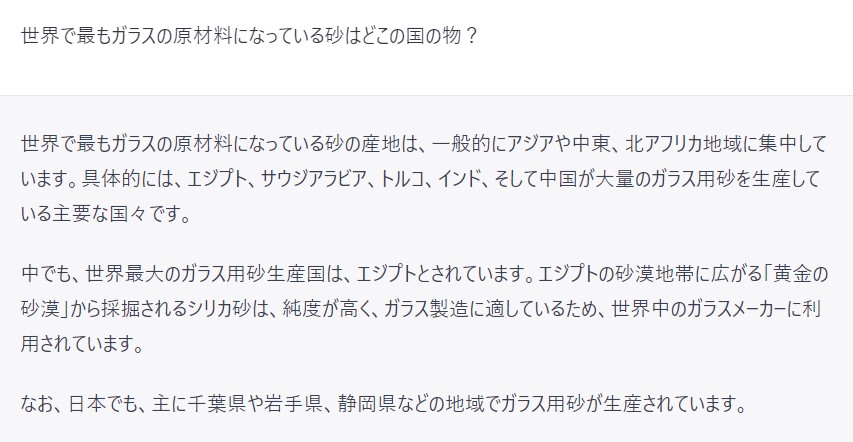 世界で最もガラスの原材料になっている砂はどこの国の物？
世界で最もガラスの原材料になっている砂の産地は、一般的にアジアや中東、北アフリカ地域に集中して
います。具体的には、エジプト、サウジアラビア、トルコ、インド、そして中国が大量のガラス用砂を生産して
いる主要な国々です。
中でも、世界最大のガラス用砂生産国は、エジプトとされています。エジプトの砂漠地帯に広がる「黄金の
砂漠」から採掘されるシリカ砂は、純度が高く、ガラス製造に適しているため、世界中のガラスメーカーに利
用されています。
なお、日本でも、主に千葉県や岩手県、静岡県などの地域でガラス用砂が生産されています。